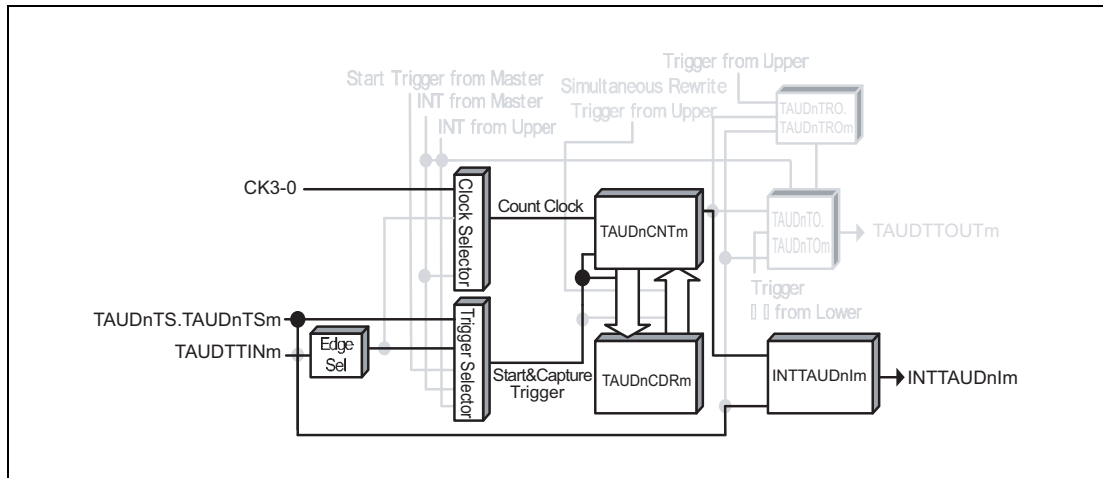 Trigger from Upper
Start Trigger from Master
Simultaneous Rewrite
INT from Master
Trigger from Upper
INT from Upper
TAUDnTRO.
TAUDnTROm
CK3-0
Clock Selector
Count Clock
TAUDnCNTm
TAUDnTO.
TAUDnTOm
TAUDTTOUTm
Trigger
from Lower
TAUDnTS.TAUDnTSm
TAUDTTINm
Edge
Sel
Trigger Selector
Start&Capture
Trigger
TAUDnCDRm
INTTAUDnIm
INTTAUDnIm